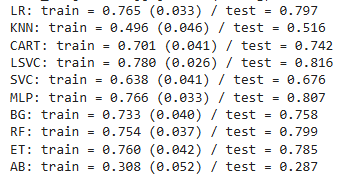 LR: train = 0.765 (0.033) / test = 0.797
KNN: train = 0.496 (0.046) / test = 0.516
CART: train = 0.701 (0.041) / test = 0.742
LSVC: train = 0.780 (0.026) / test = 0.816
SVC: train = 0.638 (0.041) / test = 0.676
MLP: train = 0.766 (0.033) / test = 0.807
BG: train = 0.733 (0.040) / test = 0.758
RF: train = 0.754 (0.037) / test = 0.799
ET: train = 0.760 (0.042) / test = 0.785
AB: train = 0.308 (0.052) / test = 0.287